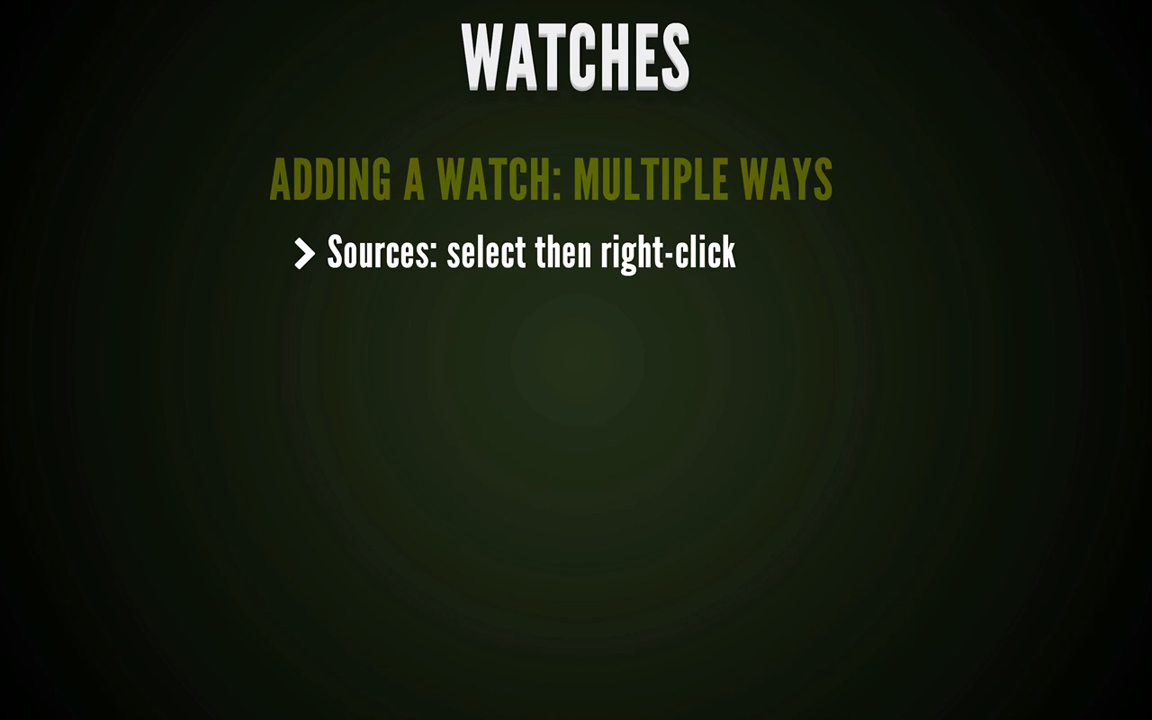 WATCHES
ADDING A WATCH: MULTIPLE WAYS
Sources: select then right-click